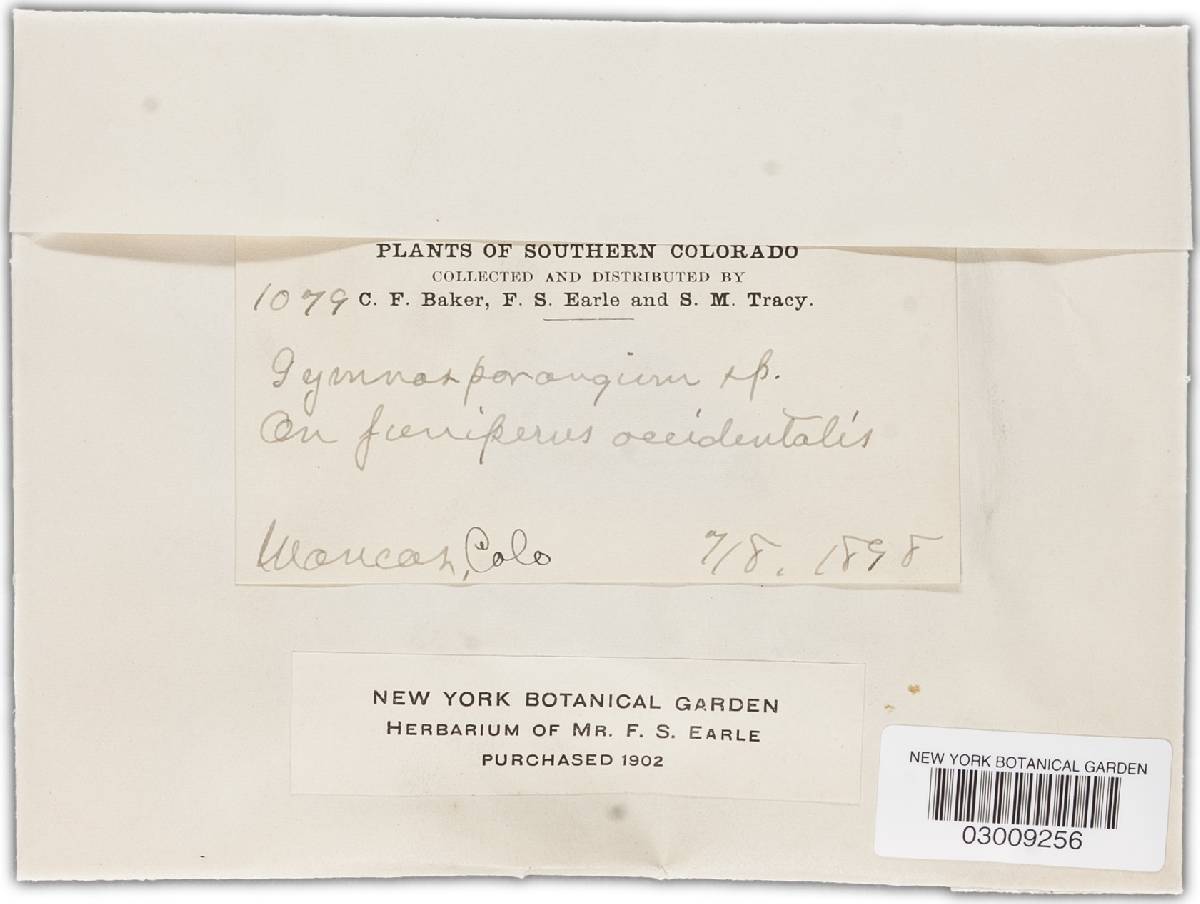 PLANTS OF SOUTHERN COLORADO
COLLECTED AND DISTRIBUTED BY
1079 C. F. Baker, F. S. Earle and S. M. Tracy.
Gymnosporangium sp.
On Juniperus occidentalis
Mancos, Colo 7/8. 1898
NEW YORK BOTANICAL GARDEN
HERBARIUM OF MR. F. S. EARLE
PURCHASED 1902
NEW YORK BOTANICAL GARDEN
03009256